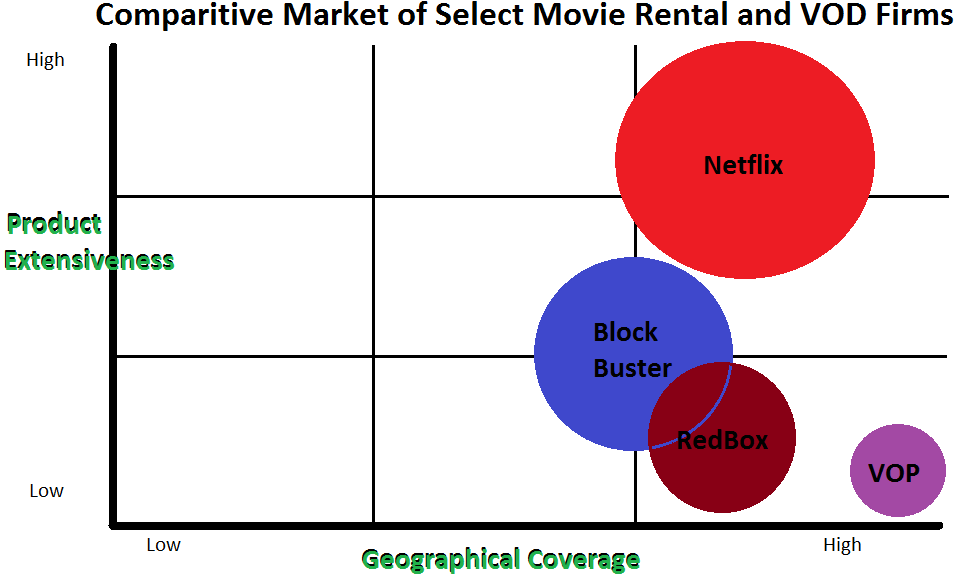 Comparitive Market of Select Movie Rental and VOD Firms
High
Netflix
Product
Extensiveness
Block
Buster
RedBox
VOP
Low
Low
High
Geographical Coverage